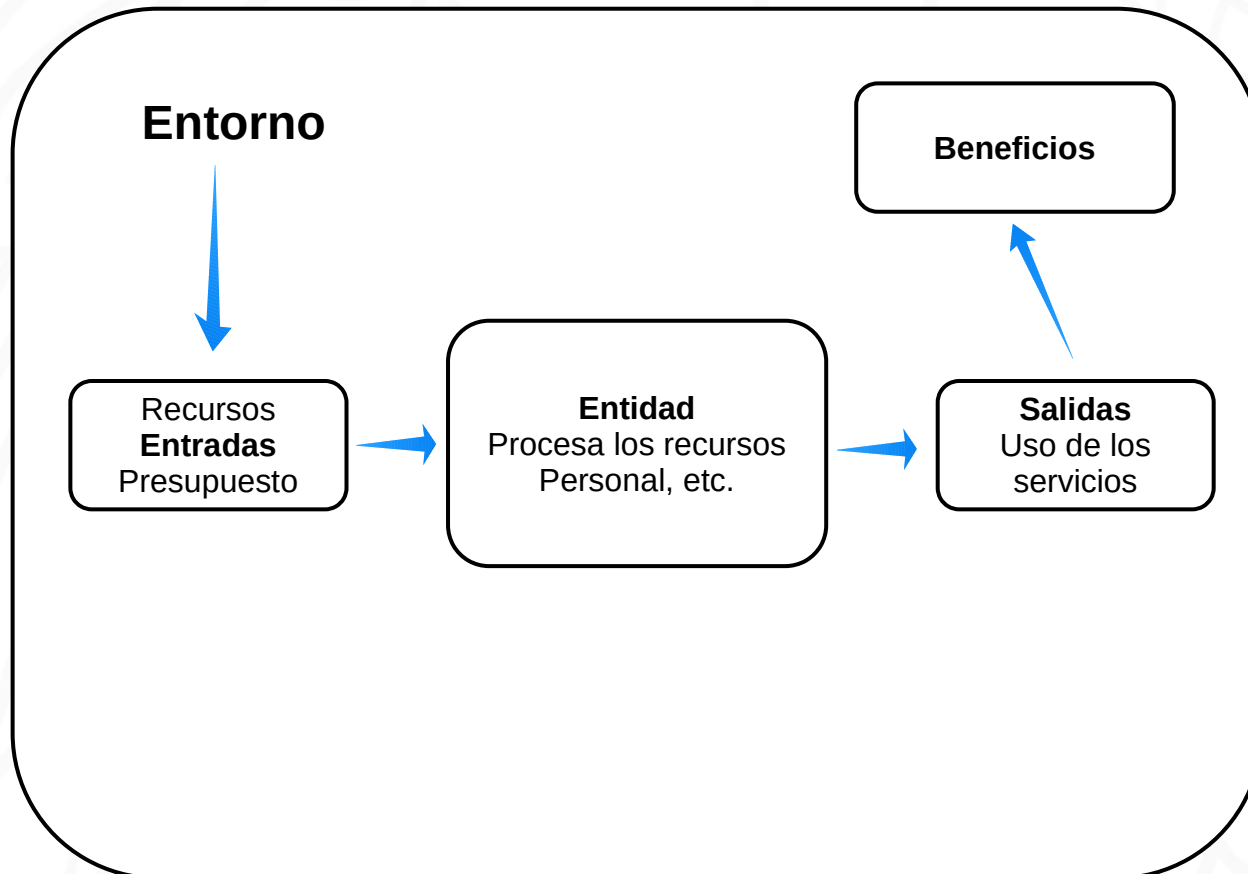 Entorno
Beneficios
Recursos
Entradas
Presupuesto
Entidad
Procesa los recursos
Personal, etc.
Salidas
Uso de los
servicios